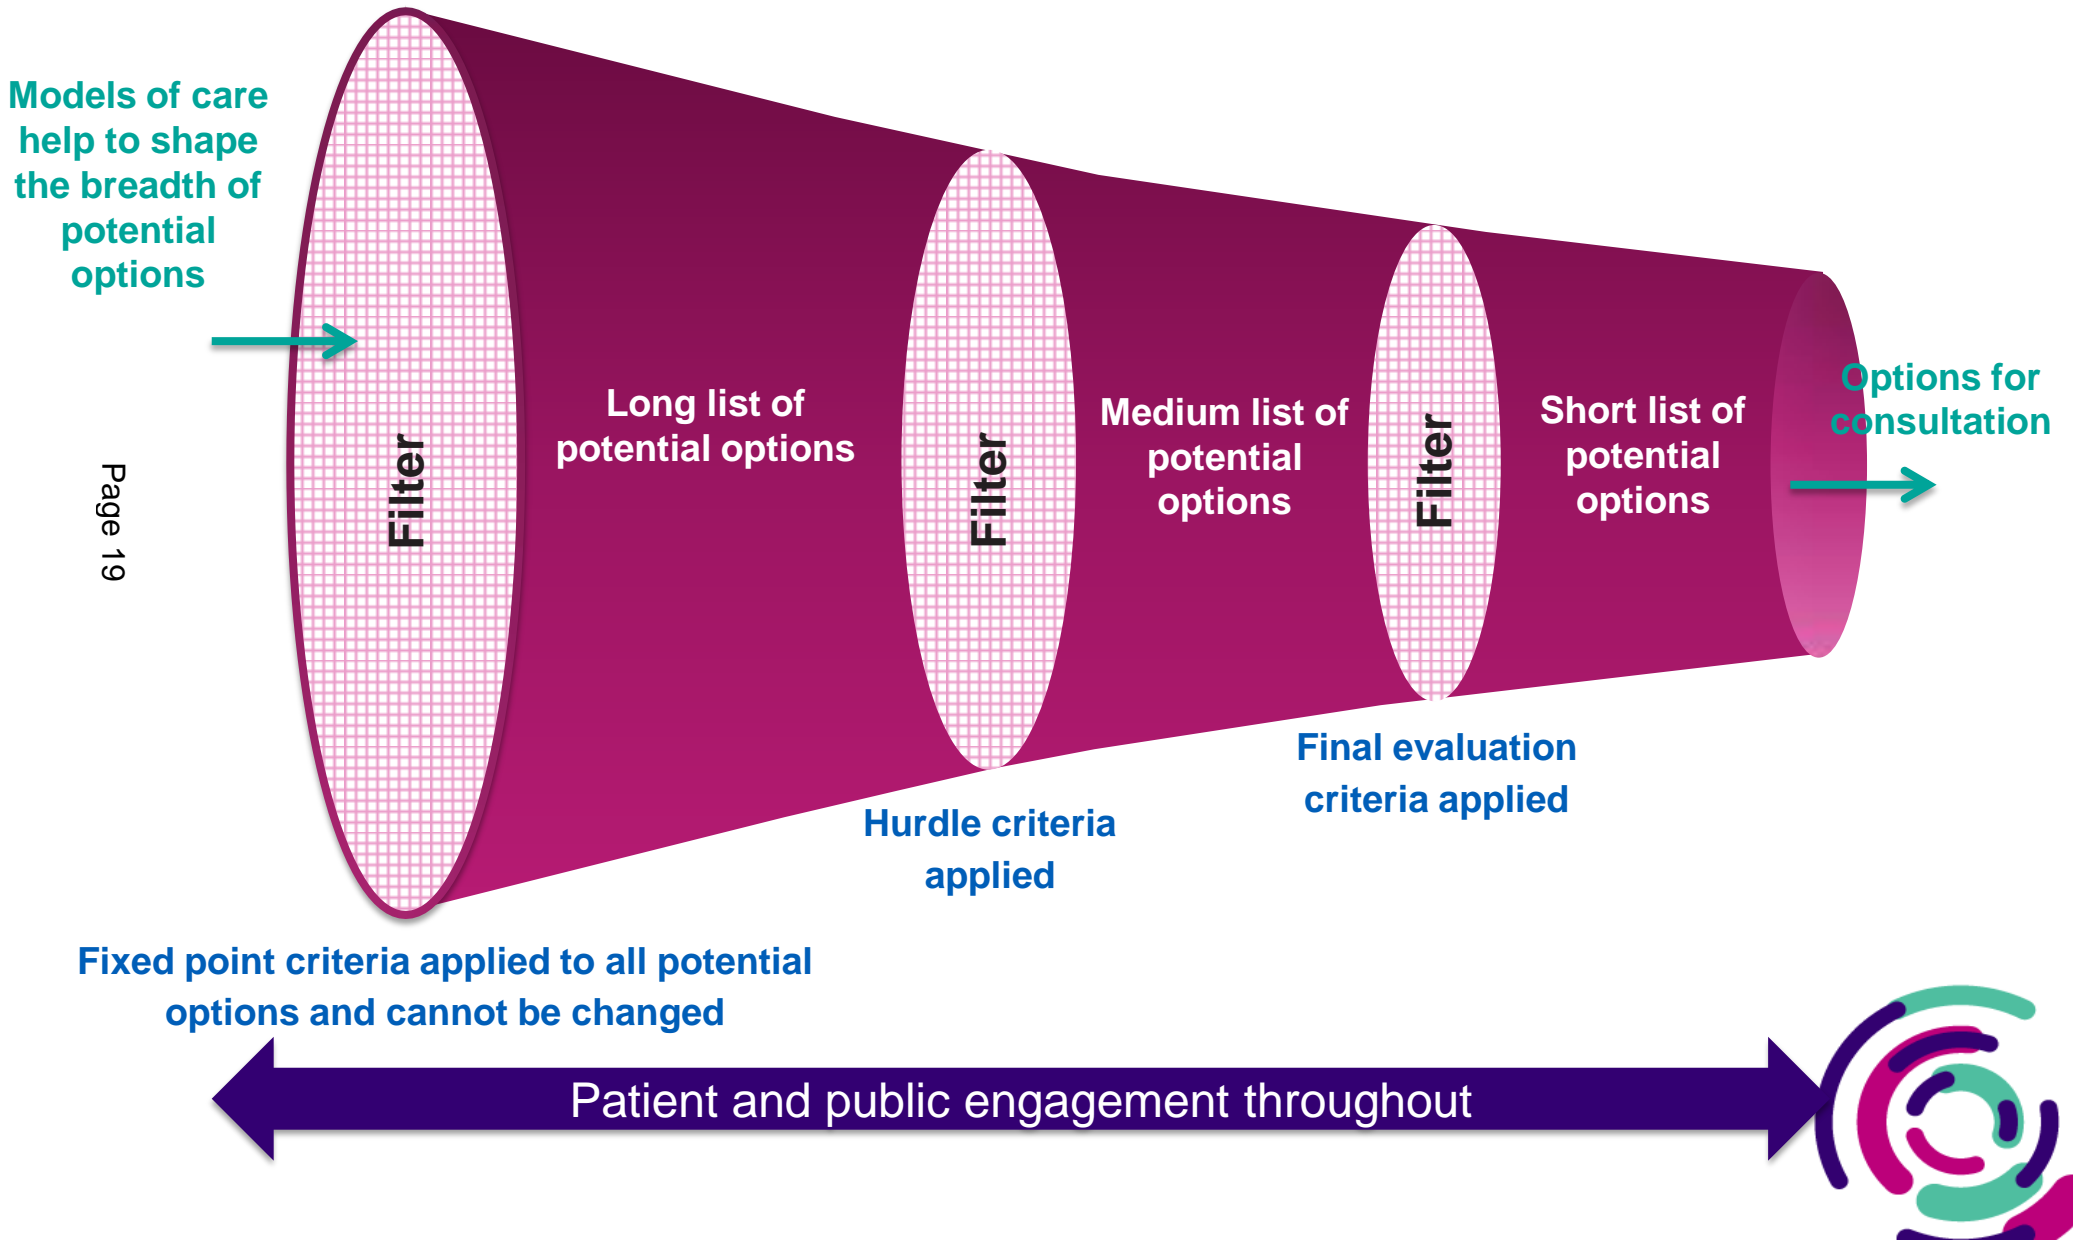 Models of care
help to shape
the breadth of
potential
options
Page 19
Filter
Long list of
potential options
Filter
Medium list of
potential
options
Filter
Short list of
potential
options
Options for
consultation
Final evaluation
criteria applied
Hurdle criteria
applied
Fixed point criteria applied to all potential
options and cannot be changed
Patient and public engagement throughout